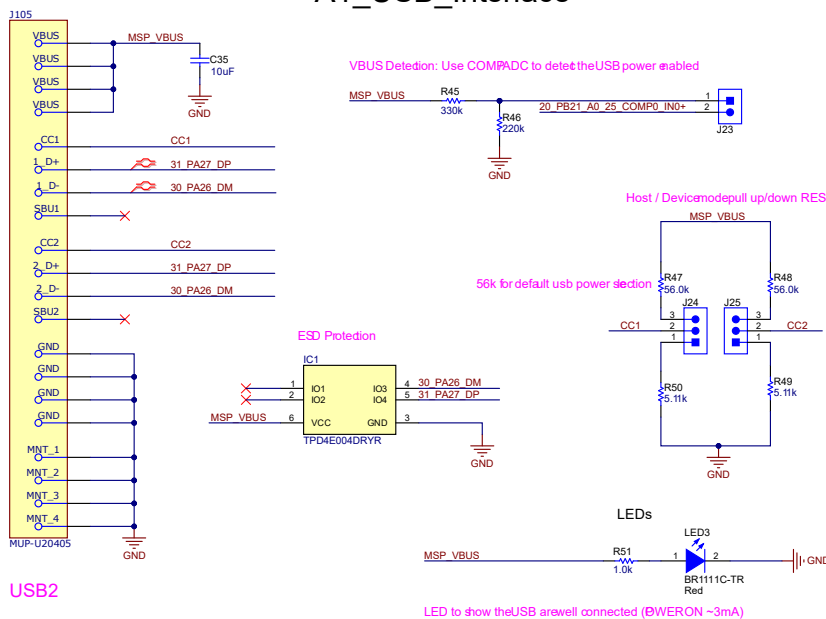 J105
VBUS
MSP_VBUS
VBUS
VBUS
VBUS
C35
10uF
GND
CC1
CC1
1_D+
31_PA27_DP
1_D-
30_PA26_DM
SBU1
CC2
CC2
2_D+
31_PA27_DP
2_D-
30_PA26_DM
SBU2
GND
GND
GND
GND
MNT_1
MNT_2
MNT_3
MNT_4
MUP-U20405
GND
USB2
VBUS Detection: Use COMP/ADC to detect the USB power enabled
MSP_VBUS
R45
330k
R46
220k
GND
20_PB21_A0_25_COMP0_IN0+
1
2
J23
Host / Device mode pull up/down RES
MSP_VBUS
R47
56.0k
R48
56.0k
56k for default usb power section
J24
J25
3
2
1
3
2
1
CC1
CC2
R50
5.11k
R49
5.11k
GND
ESD Protection
IC1
1
IO1
IO3
4
30_PA26_DM
2
IO2
IO4
5
31_PA27_DP
MSP_VBUS
6
VCC
GND
3
TPD4E004DRYR
GND
LEDs
MSP_VBUS
R51
1.0k
LED3
1
2
BR1111C-TR
Red
GND
LED to show the USB are well connected (POWERON ~3mA)